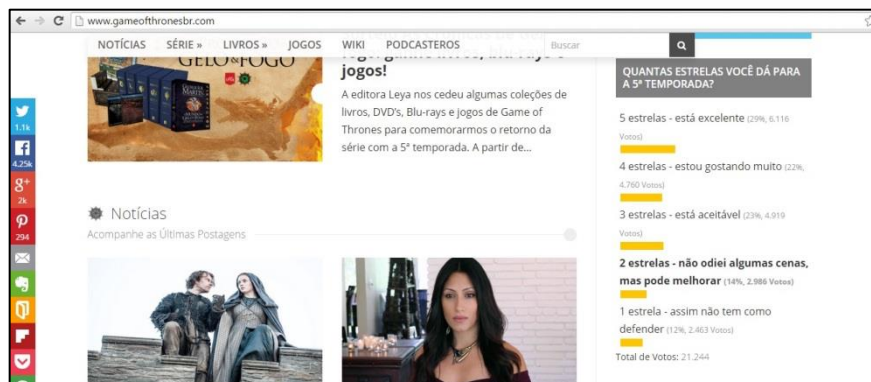 www.gameofthronesbr.com
NOTÍCIAS SÉRIE » LIVROS » JOGOS WIKI PODCASTEROS Buscar
GELO & FOGO
jogos!
A editora Leya nos cedeu algumas coleções de
livros, DVD's, Blu-rays e jogos de Game of
Thrones para comemorarmos o retorno da
série com a 5ª temporada. A partir de...
1.1k
4.25k
2k
294
Notícias
Acompanhe as Últimas Postagens
QUANTAS ESTRELAS VOCÊ DÁ PARA
A 5ª TEMPORADA?
5 estrelas - está excelente (29%, 6.116
Votos)
4 estrelas - estou gostando muito (22%,
4.760 Votos)
3 estrelas - está aceitável (23%, 4.919
Votos)
2 estrelas - não odiei algumas cenas,
mas pode melhorar (14%, 2.986 Votos)
1 estrela - assim não tem como
defender (12%, 2.463 Votos)
Total de Votos: 21.244